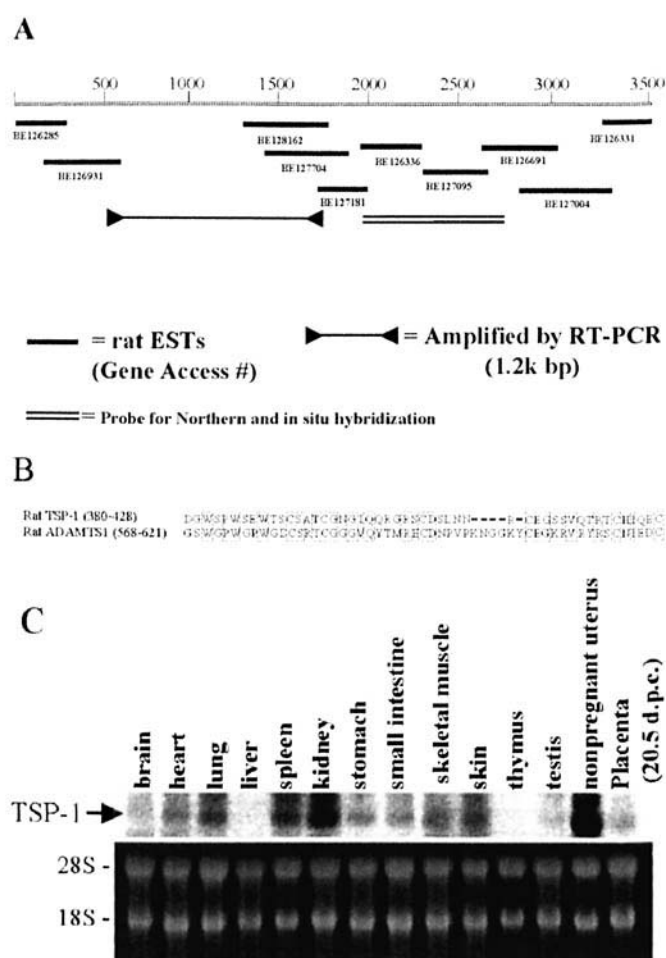 A
500 1000 1500 2000 2500 3000 3500
BE126285 BE128162 BE126331
BE126336 BE126691
BE126931 BE127704
BE127095
BE127181 BE127004
= rat ESTs
(Gene Access #)
= Amplified by RT-PCR
(1.2k bp)
= Probe for Northern and in situ hybridization
B
Rat TSP-1 (380-428)
Rat ADAMTS1 (568-621)
C
brain
heart
lung
liver
spleen
kidney
stomach
small intestine
skeletal muscle
skin
thymus
testis
nonpregnant uterus
Placenta
(20.5 d.p.c.)
TSP-1
28S -
18S -